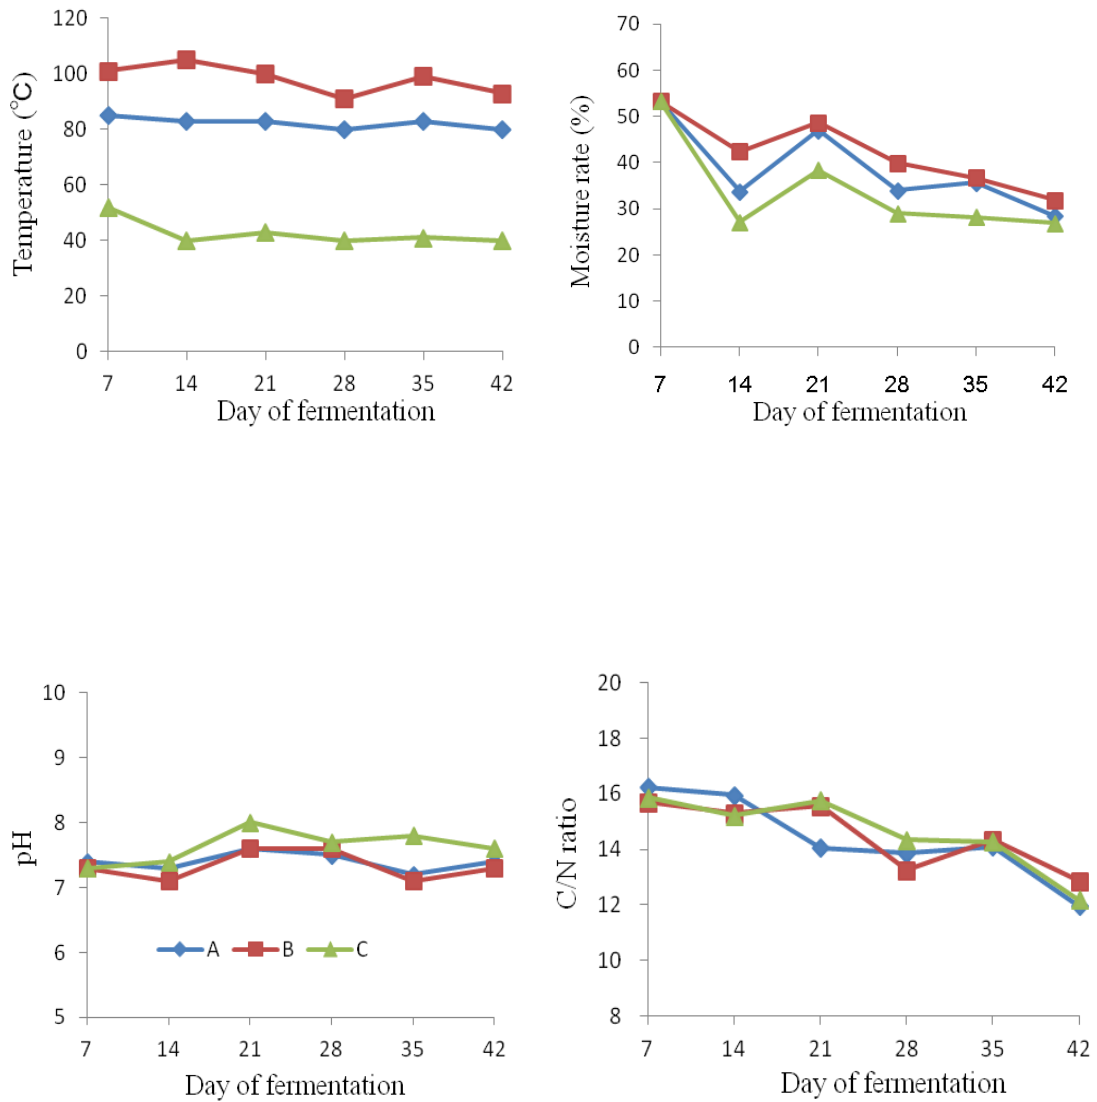 120
100
80
60
40
20
0
Temperature (℃)
7 14 21 28 35 42
Day of fermentation
70
60
50
40
30
20
10
0
Moisture rate (%)
7 14 21 28 35 42
Day of fermentation
10
9
8
7
6
5
pH
A B C
7 14 21 28 35 42
Day of fermentation
20
18
16
14
12
10
8
C/N ratio
7 14 21 28 35 42
Day of fermentation